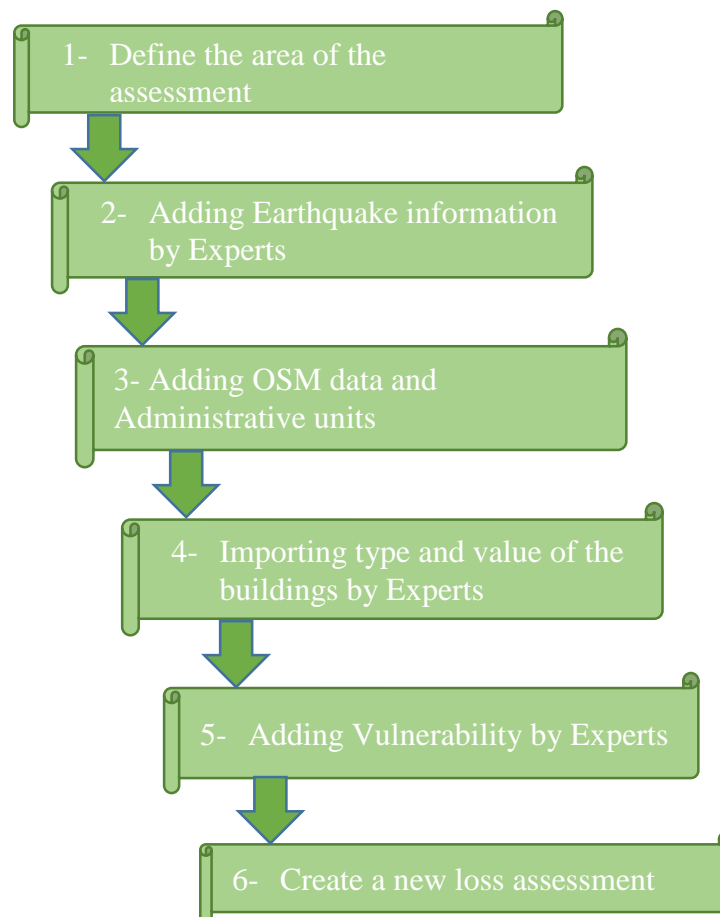 1- Define the area of the
assessment
2- Adding Earthquake information
by Experts
3- Adding OSM data and
Administrative units
4- Importing type and value of the
buildings by Experts
5- Adding Vulnerability by Experts
6- Create a new loss assessment